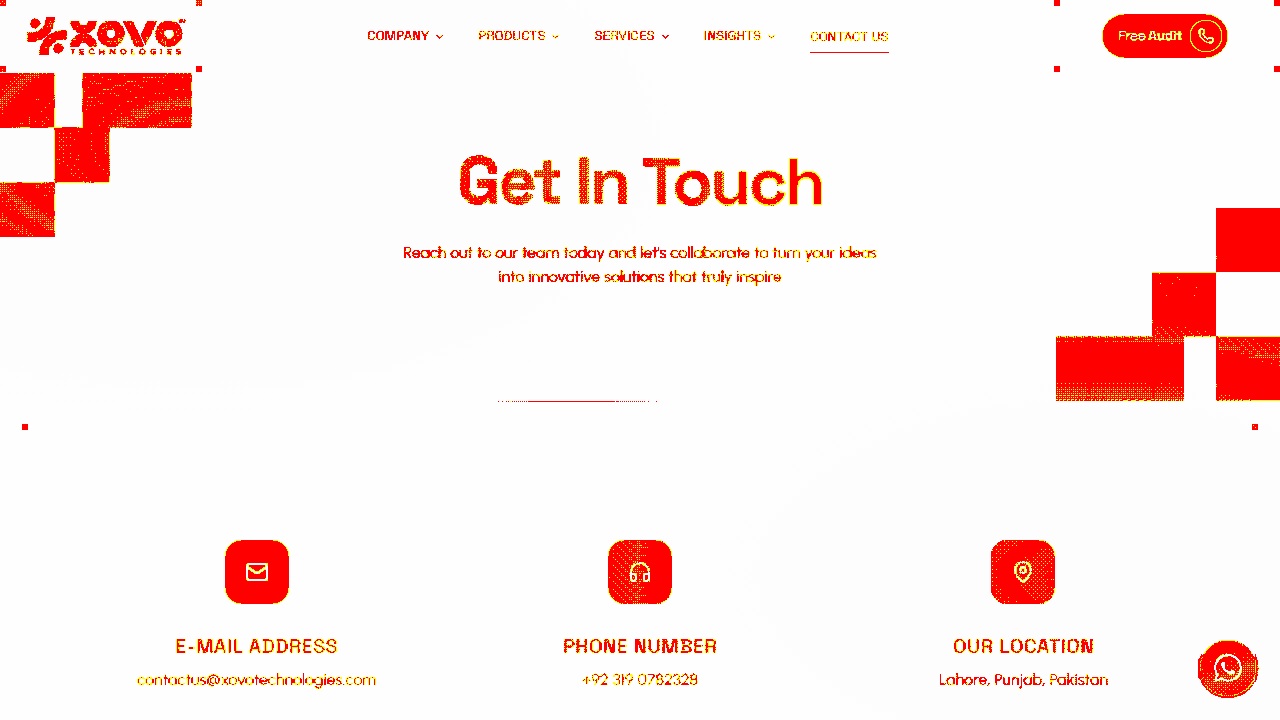 XOVO
TECHNOLOGIES
COMPANY
PRODUCTS
SERVICES
INSIGHTS
CONTACT US
Free Audit
Get In Touch
Reach out to our team today and let's collaborate to turn your ideas
into innovative solutions that truly inspire
E-MAIL ADDRESS
PHONE NUMBER
OUR LOCATION
contactus@xovotechnologies.com
+92 319 0782328
Lahore, Punjab, Pakistan